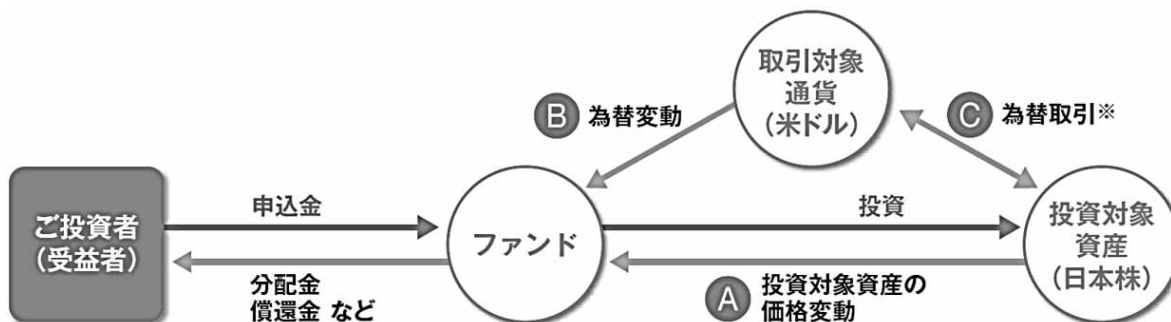 取引対象
通貨
(米ドル)
B 為替変動
C 為替取引※
ご投資者
(受益者)
申込金
ファンド
投資
投資対象
資産
(日本株)
分配金
償還金 など
A 投資対象資産の
価格変動